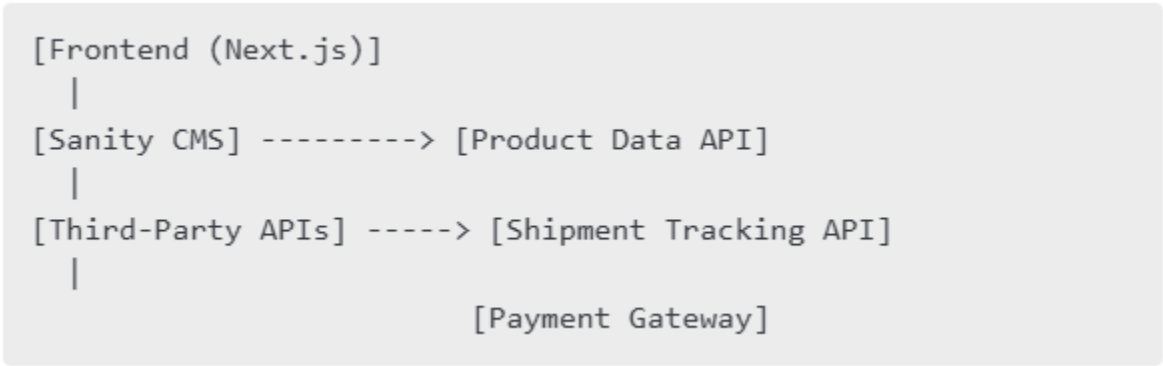 [Frontend (Next.js)]
  |
[Sanity CMS] ---------> [Product Data API]
  |
[Third-Party APIs] -----> [Shipment Tracking API]
  |
                         [Payment Gateway]